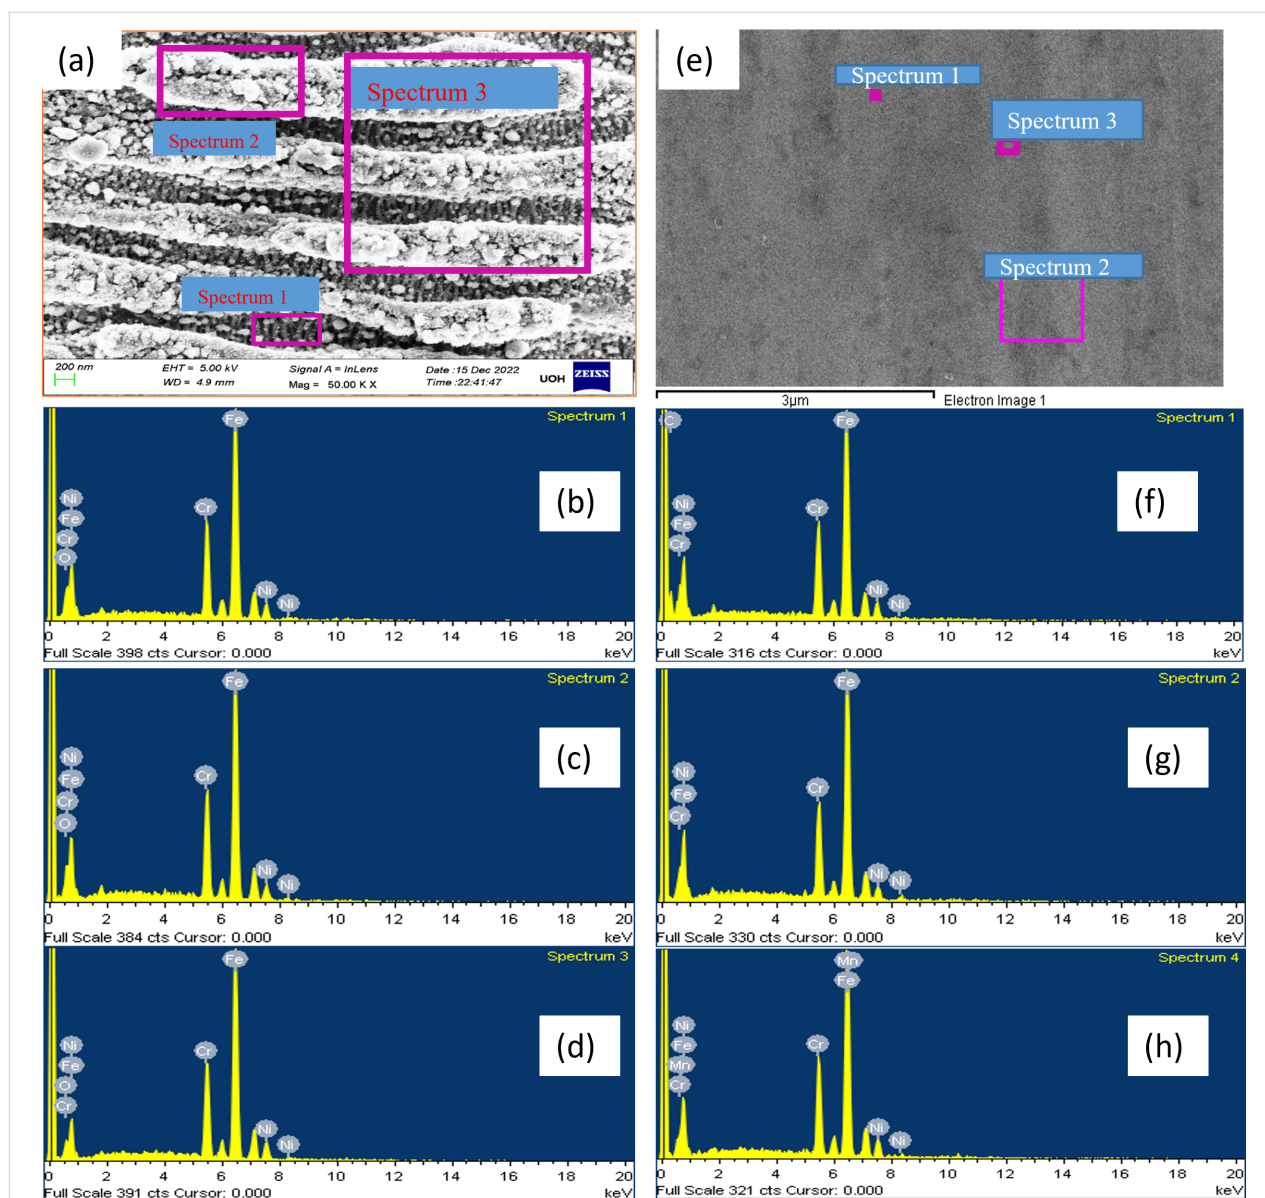 (a)
Spectrum 3
Spectrum 2
Spectrum 1
200 nm
EHT = 5.00 kV
WD = 4.9 mm
Signal A = InLens
Mag = 50.00 K X
Date :15 Dec 2022
Time :22:41:47
UOH
ZEISS
(e)
Spectrum 1
Spectrum 3
Spectrum 2
3µm
Electron Image 1
Spectrum 1
(b)
Fe
Cr
Ni
Fe
Cr
O
Ni
Ni
0 2 4 6 8 10 12 14 16 18 20
Full Scale 398 cts Cursor: 0.000
keV
Spectrum 1
(f)
C
Fe
Cr
Ni
Fe
Cr
Ni
Ni
0 2 4 6 8 10 12 14 16 18 20
Full Scale 316 cts Cursor: 0.000
keV
Spectrum 2
(c)
Fe
Cr
Ni
Fe
Cr
O
Ni
Ni
0 2 4 6 8 10 12 14 16 18 20
Full Scale 384 cts Cursor: 0.000
keV
Spectrum 2
(g)
Fe
Cr
Ni
Fe
Cr
Ni
Ni
0 2 4 6 8 10 12 14 16 18 20
Full Scale 330 cts Cursor: 0.000
keV
Spectrum 3
(d)
Fe
Cr
Ni
Fe
O
Cr
Ni
Ni
0 2 4 6 8 10 12 14 16 18 20
Full Scale 391 cts Cursor: 0.000
keV
Spectrum 4
(h)
Mn
Fe
Cr
Ni
Fe
Mn
Cr
Ni
Ni
0 2 4 6 8 10 12 14 16 18 20
Full Scale 321 cts Cursor: 0.000
keV